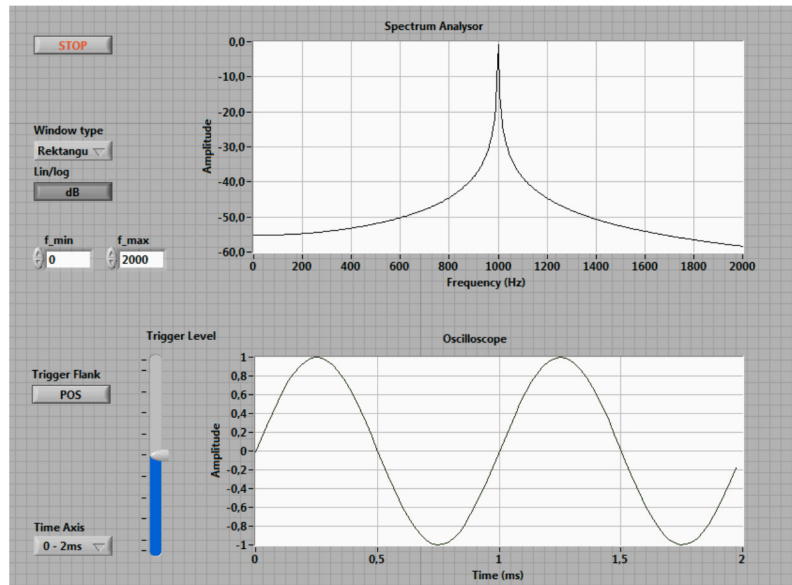 STOP
Spectrum Analysor
Amplitude
0,0
-10,0
-20,0
-30,0
-40,0
-50,0
-60,0
0 200 400 600 800 1000 1200 1400 1600 1800 2000
Frequency (Hz)
Window type
Rektangu
Lin/log
dB
f_min f_max
0 2000
Trigger Level
Oscilloscope
Trigger Flank
POS
Amplitude
1
0,8
0,6
0,4
0,2
0
-0,2
-0,4
-0,6
-0,8
-1
0 0,5 1 1,5 2
Time (ms)
Time Axis
0 - 2ms